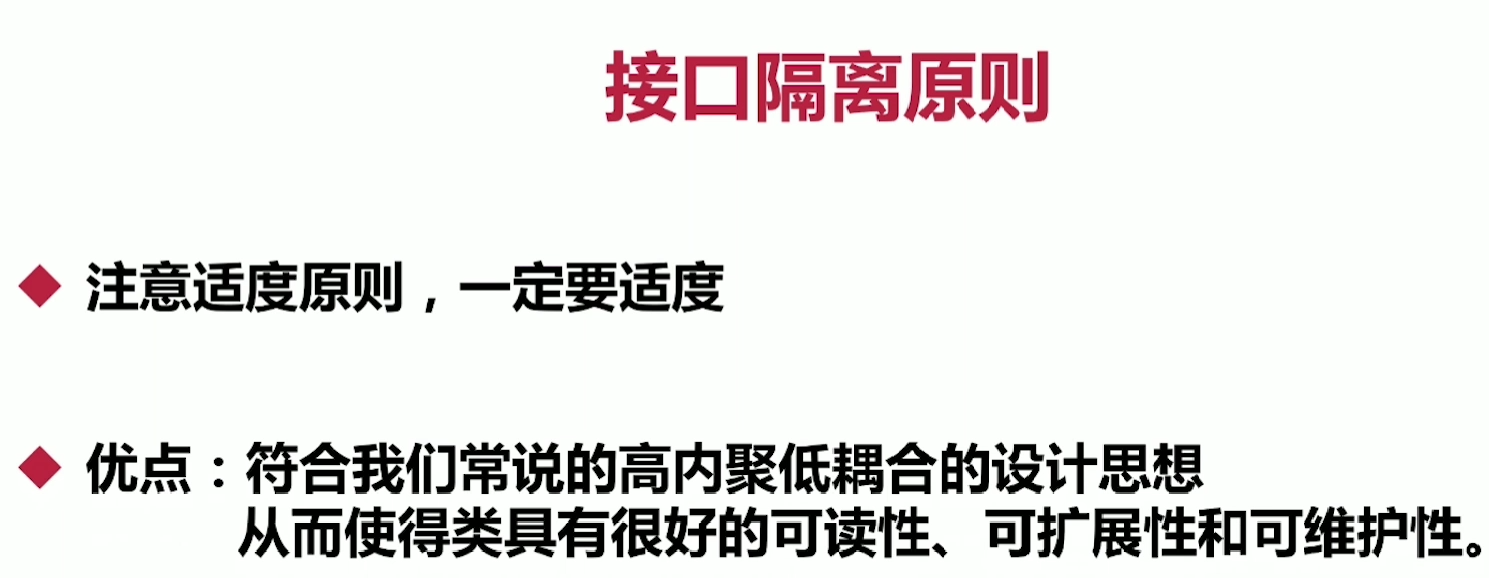 接口隔离原则
注意适度原则，一定要适度
优点：符合我们常说的高内聚低耦合的设计思想
从而使得类具有很好的可读性、可扩展性和可维护性。